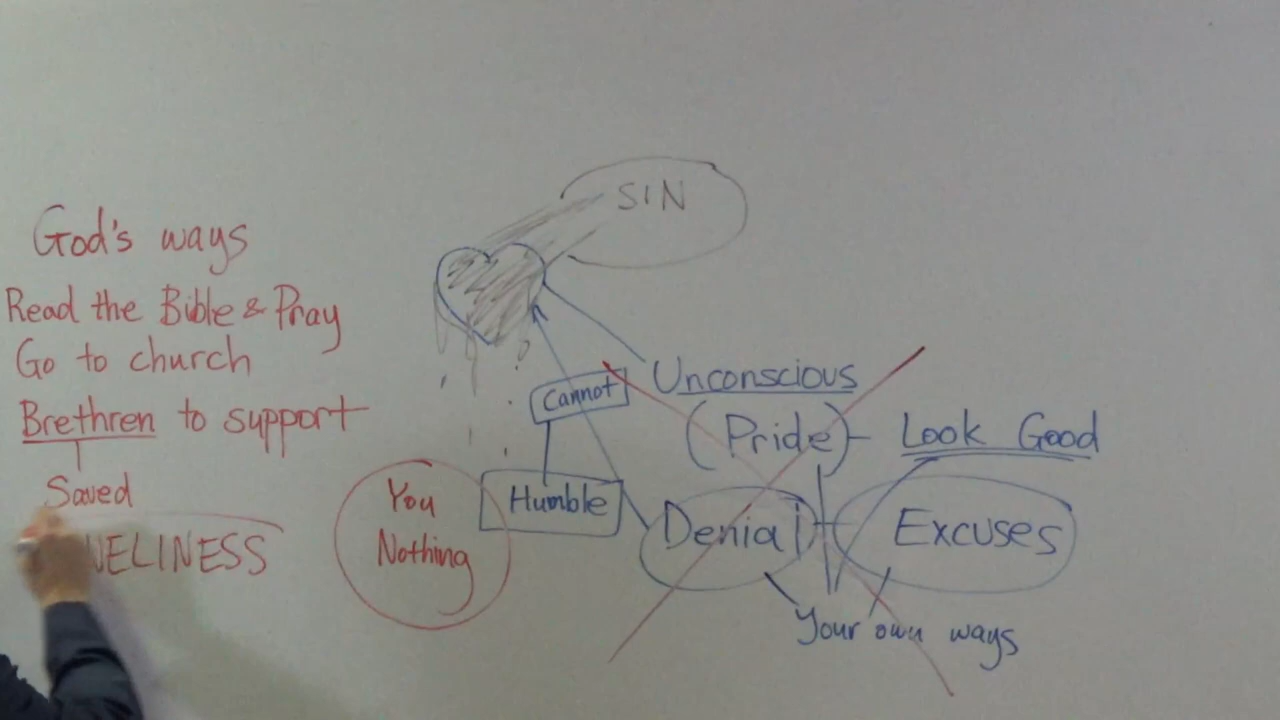 SIN
God's ways
Read the Bible & Pray
Go to church
Brethren to support
Saved
You
Nothing
Cannot
Humble
Unconscious
(Pride)
Look Good
Denial
Excuses
Your own ways